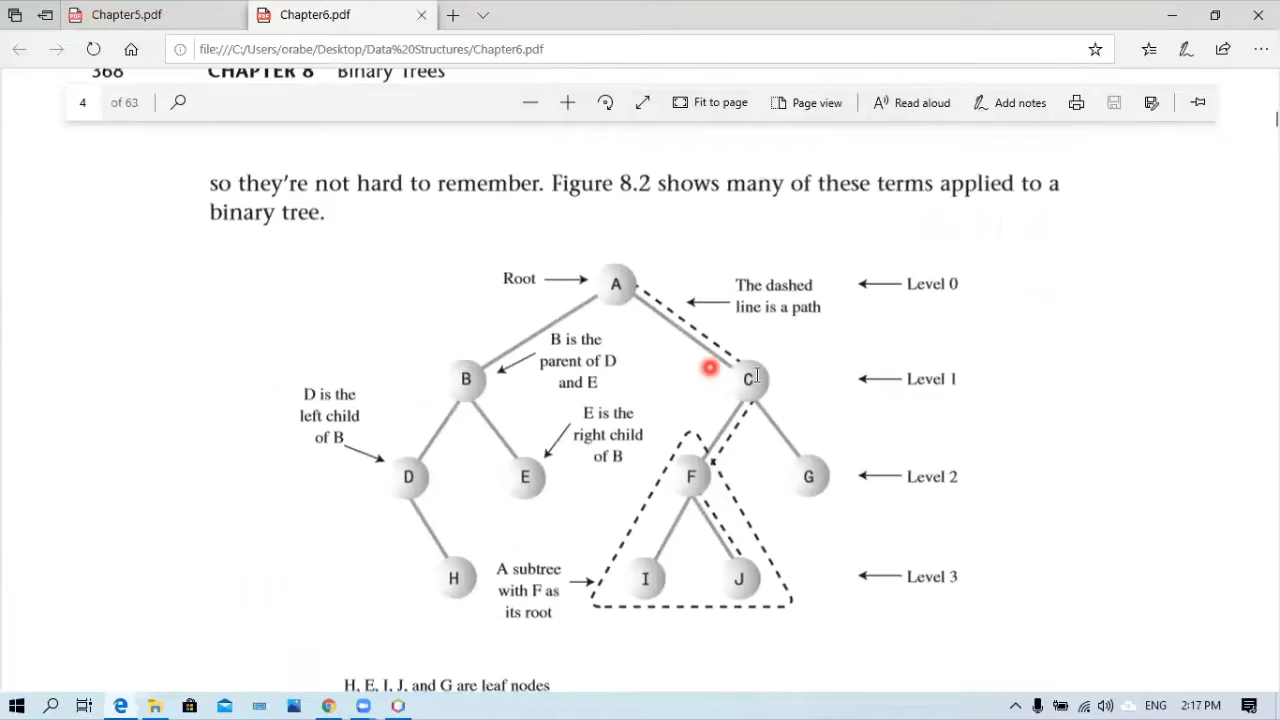 Chapter5.pdf
Chapter6.pdf
file:///C:/Users/orabe/Desktop/Data%20Structures/Chapter6.pdf
368 CHAPTER 8 Binary Trees
4 of 63
Fit to page
Page view
Read aloud
Add notes
so they're not hard to remember. Figure 8.2 shows many of these terms applied to a
binary tree.
Root
A
The dashed
line is a path
Level 0
B is the
parent of D
and E
B
C
Level 1
D is the
left child
of B
E is the
right child
of B
D
E
F
G
Level 2
A subtree
with F as
its root
H
I
J
Level 3
H, E, I, J, and G are leaf nodes
ENG
2:17 PM